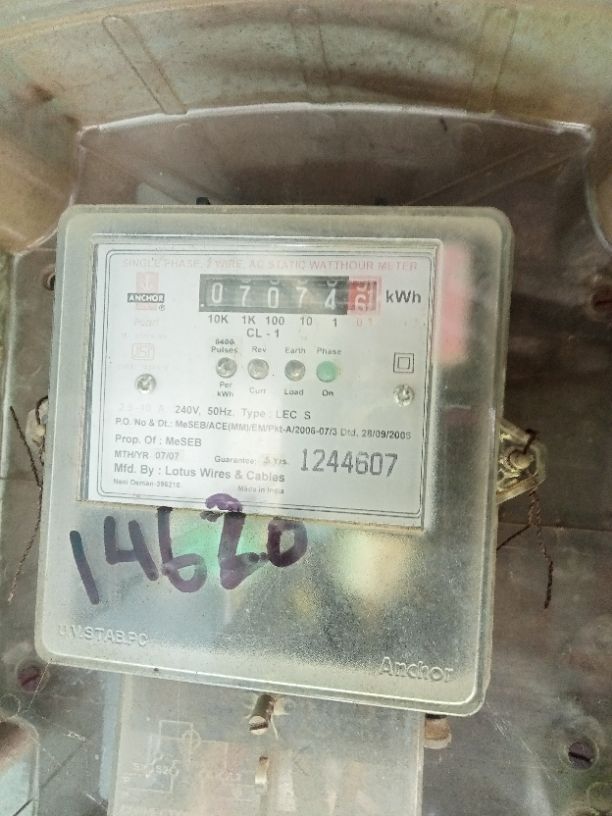 SINGLE PHASE, 2 WIRE, AC STATIC WATTHOUR METER
ANCHOR ®
07074 6 kWh
10K 1K 100 10 1 0.1
CL - 1
6400 Pulses Per kWh
Rev Curr
Earth Load
Phase On
240V, 50Hz, Type : LEC S
P.O. No & Dt.: MeSEB/ACE(MM)/EM/Pkt-A/2006-07/3 Dtd. 28/09/2006
Prop. Of : MeSEB
MTH/YR 07/07 Guarantee: 5 Yrs. 1244607
Mfd. By : Lotus Wires & Cables
Made in India
14620
U.V.STAB.PC
Anchor